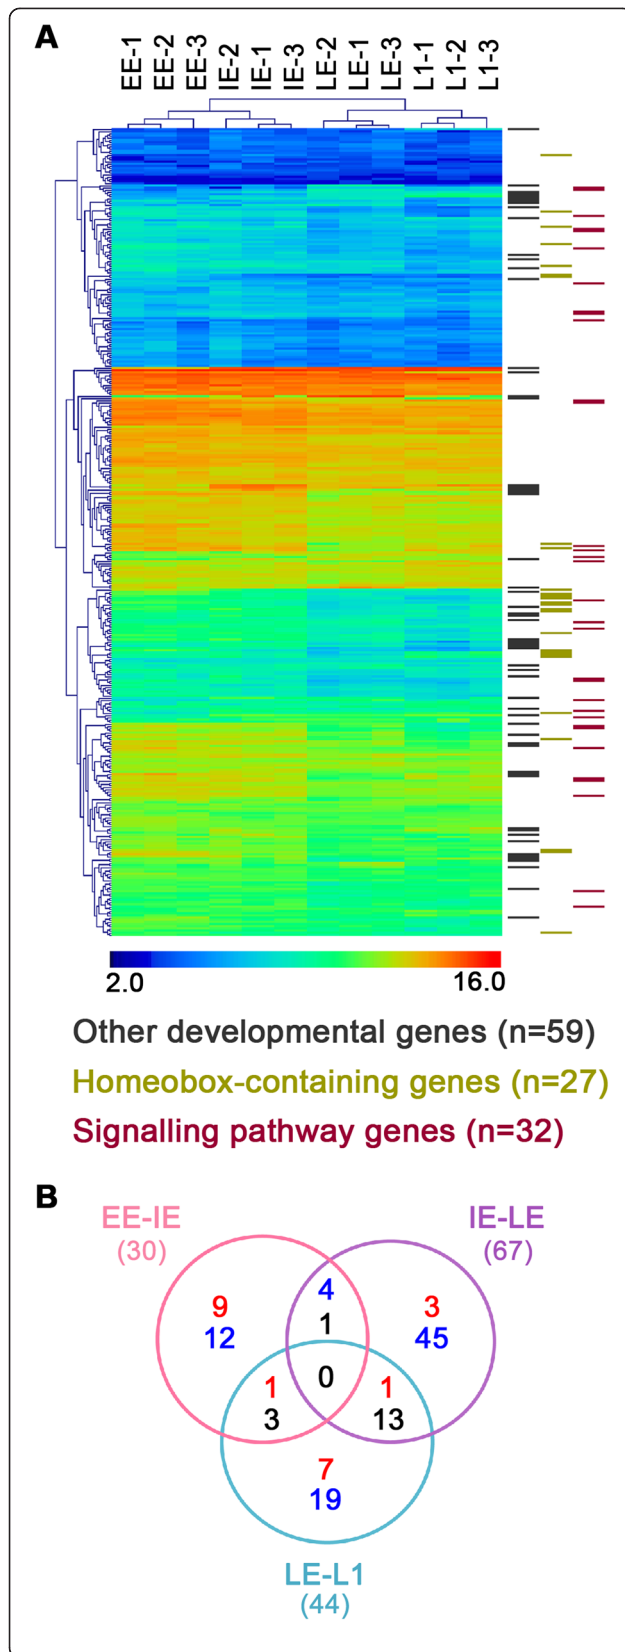 A
EE-1 EE-2 EE-3 IE-2 IE-1 IE-3 LE-2 LE-1 LE-3 L1-1 L1-2 L1-3
2.0 16.0
Other developmental genes (n=59)
Homeobox-containing genes (n=27)
Signalling pathway genes (n=32)
B
EE-IE IE-LE
(30) (67)
4
9 1 3
12 45
0
1 1
3 13
7
19
LE-L1
(44)